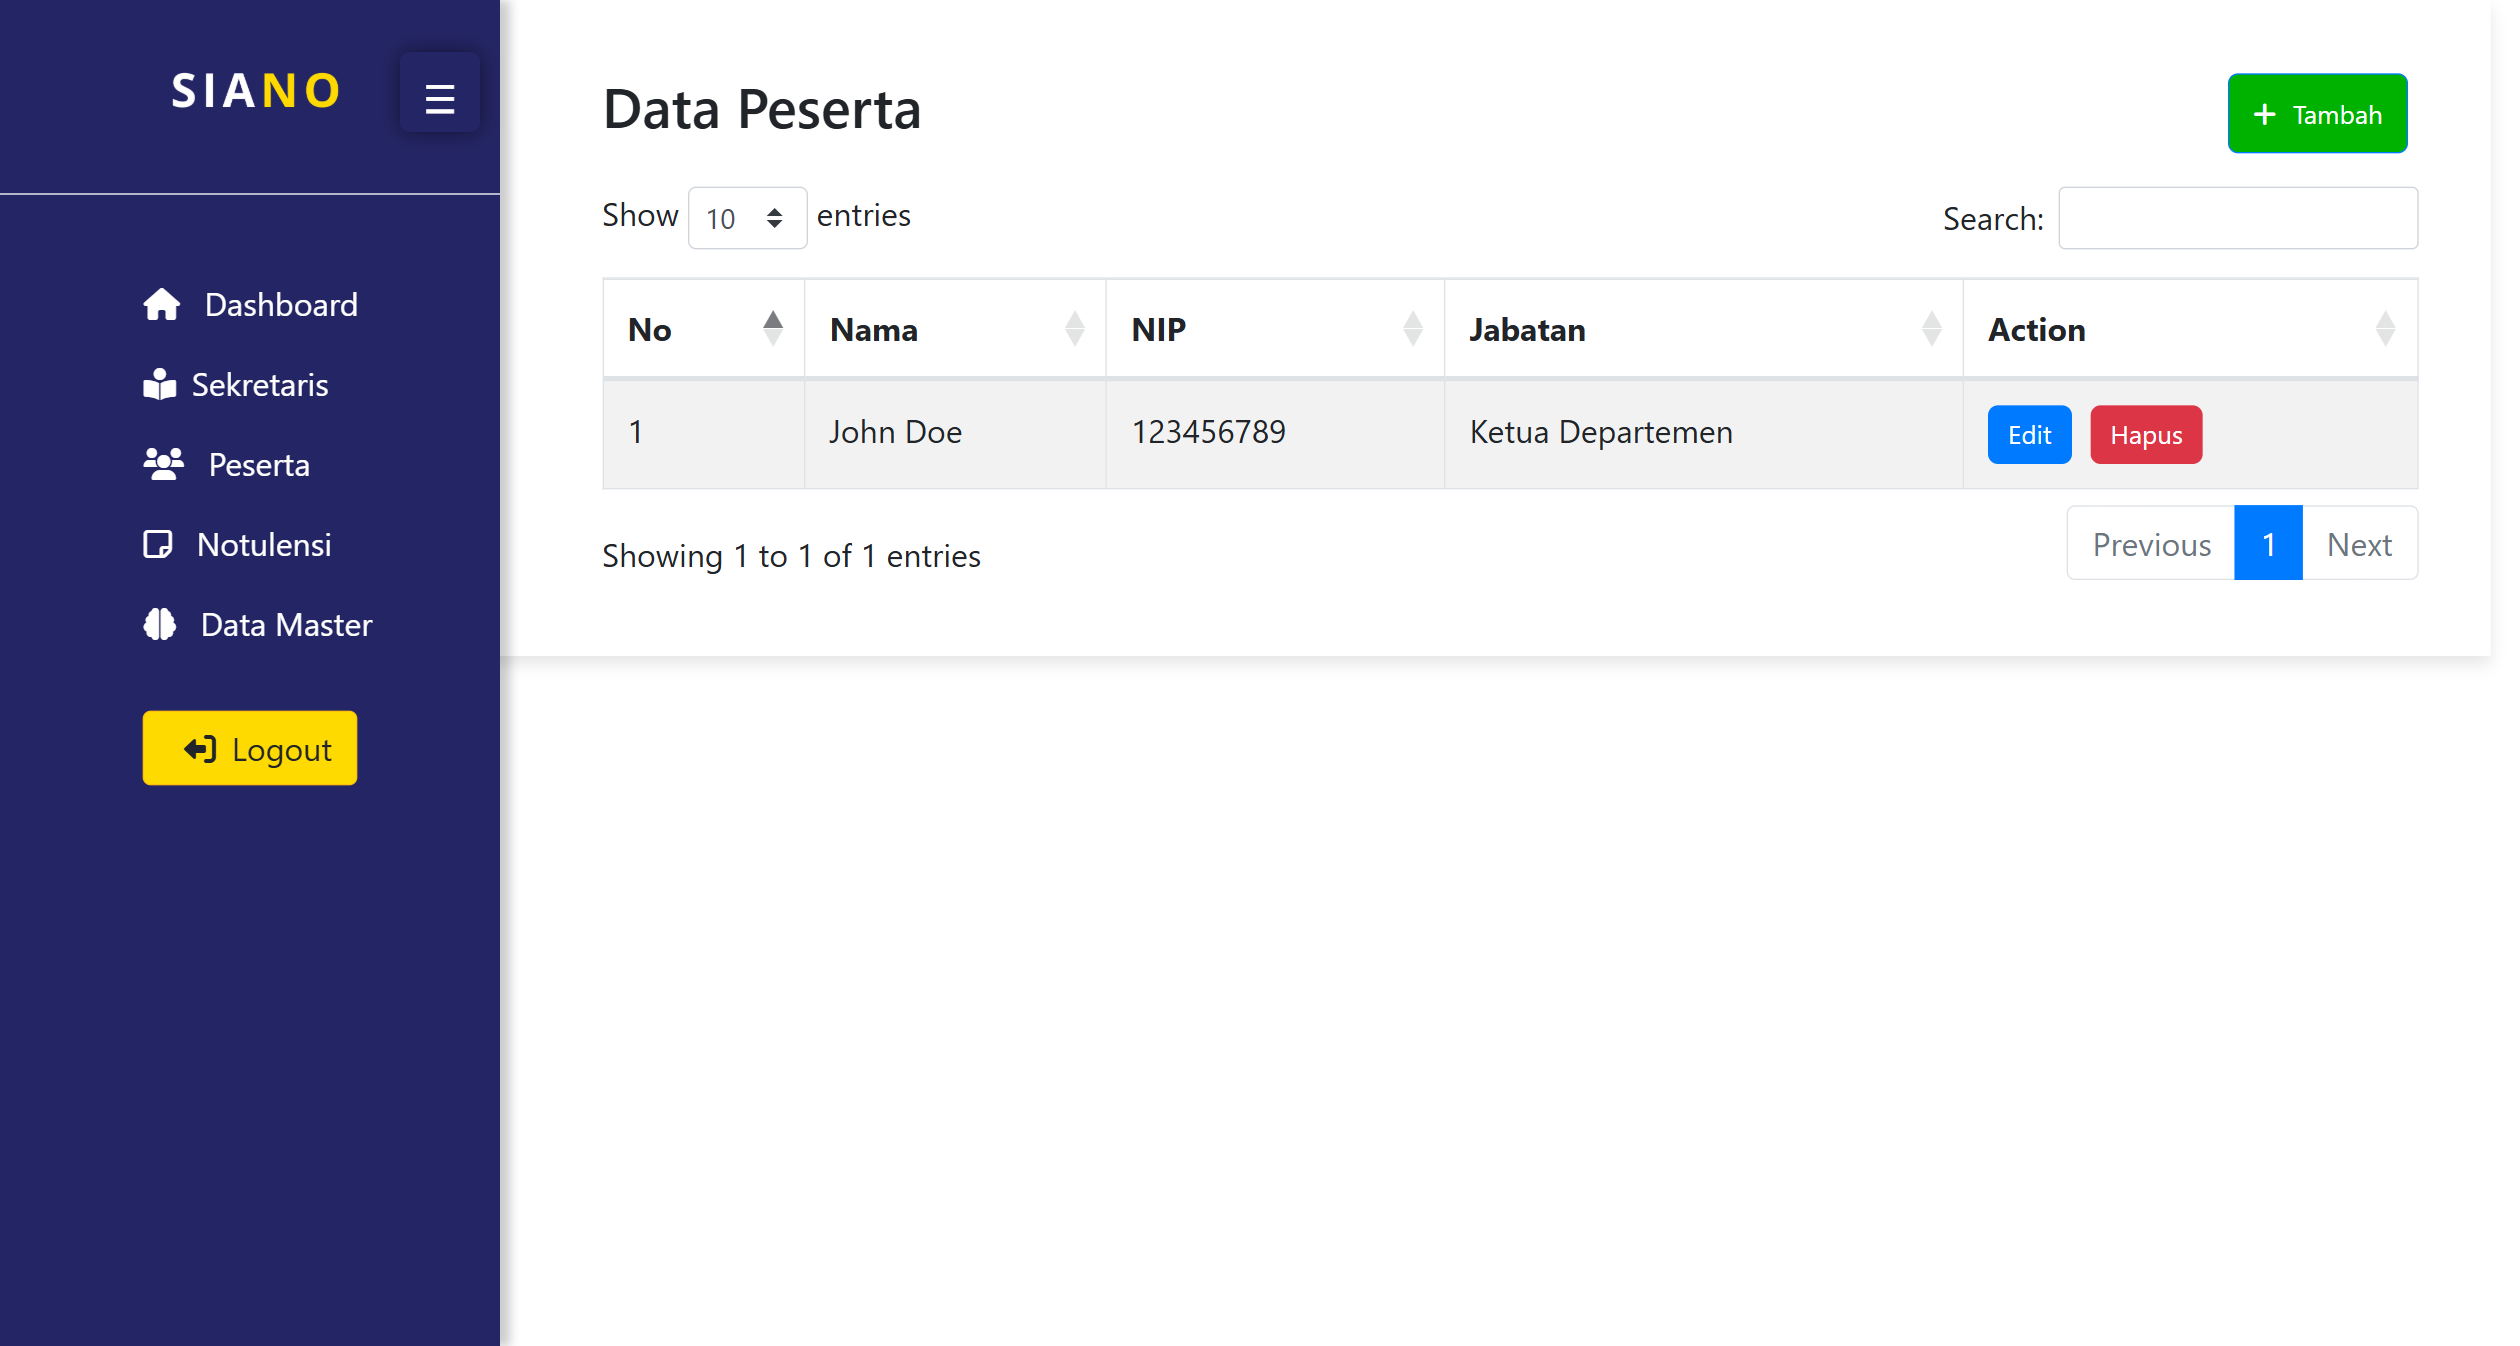 SIANO
Dashboard
Sekretaris
Peserta
Notulensi
Data Master
Logout
Data Peserta
Tambah
Show 10 entries
Search:
No Nama NIP Jabatan Action
1 John Doe 123456789 Ketua Departemen Edit Hapus
Showing 1 to 1 of 1 entries
Previous 1 Next